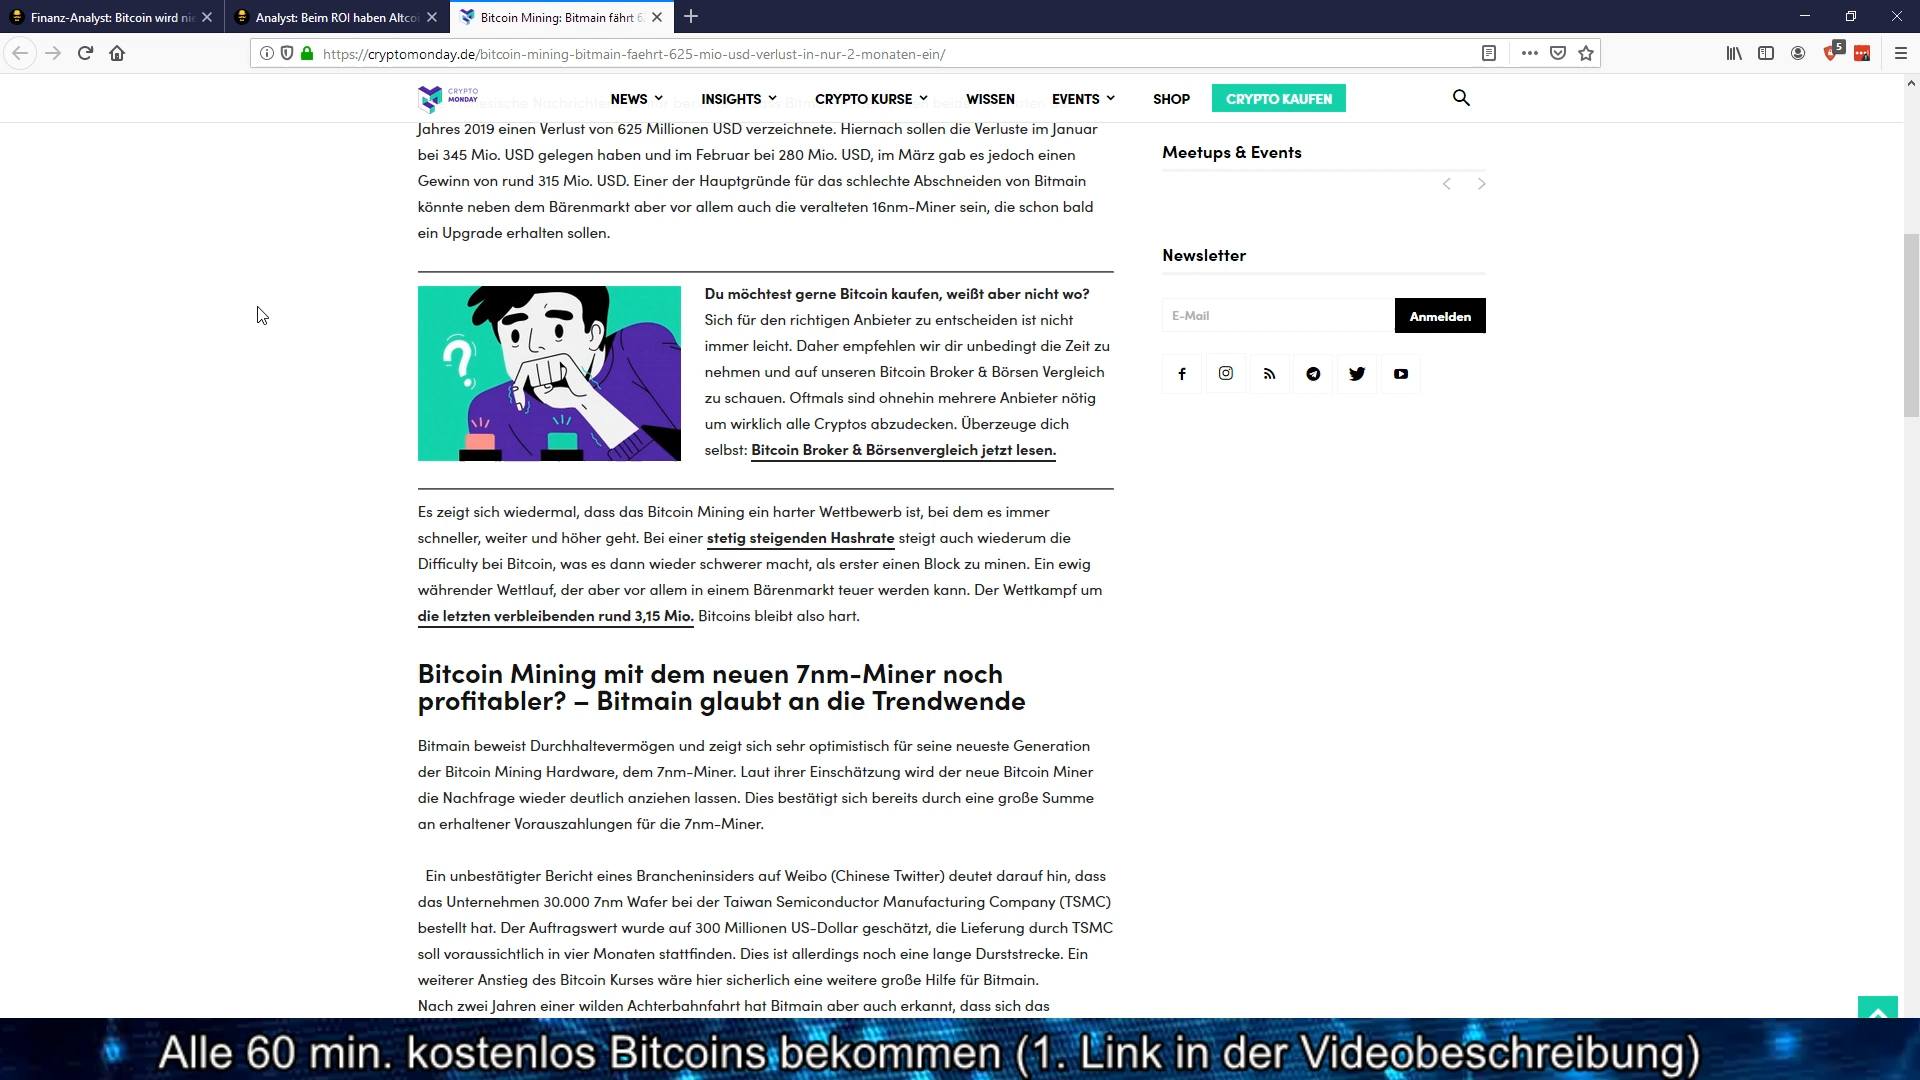 Finanz-Analyst: Bitcoin wird nie
Analyst: Beim ROI haben Altco
Bitcoin Mining: Bitmain fährt 6
https://cryptomonday.de/bitcoin-mining-bitmain-faehrt-625-mio-usd-verlust-in-nur-2-monaten-ein/
5
CRYPTO
MONDAY
NEWS
INSIGHTS
CRYPTO KURSE
WISSEN
EVENTS
SHOP
CRYPTO KAUFEN
Jahres 2019 einen Verlust von 625 Millionen USD verzeichnete. Hiernach sollen die Verluste im Januar
bei 345 Mio. USD gelegen haben und im Februar bei 280 Mio. USD, im März gab es jedoch einen
Gewinn von rund 315 Mio. USD. Einer der Hauptgründe für das schlechte Abschneiden von Bitmain
könnte neben dem Bärenmarkt aber vor allem auch die veralteten 16nm-Miner sein, die schon bald
ein Upgrade erhalten sollen.
?
Du möchtest gerne Bitcoin kaufen, weißt aber nicht wo?
Sich für den richtigen Anbieter zu entscheiden ist nicht
immer leicht. Daher empfehlen wir dir unbedingt die Zeit zu
nehmen und auf unseren Bitcoin Broker & Börsen Vergleich
zu schauen. Oftmals sind ohnehin mehrere Anbieter nötig
um wirklich alle Cryptos abzudecken. Überzeuge dich
selbst: Bitcoin Broker & Börsenvergleich jetzt lesen.
Es zeigt sich wiedermal, dass das Bitcoin Mining ein harter Wettbewerb ist, bei dem es immer
schneller, weiter und höher geht. Bei einer stetig steigenden Hashrate steigt auch wiederum die
Difficulty bei Bitcoin, was es dann wieder schwerer macht, als erster einen Block zu minen. Ein ewig
währender Wettlauf, der aber vor allem in einem Bärenmarkt teuer werden kann. Der Wettkampf um
die letzten verbleibenden rund 3,15 Mio. Bitcoins bleibt also hart.
Bitcoin Mining mit dem neuen 7nm-Miner noch
profitabler? – Bitmain glaubt an die Trendwende
Bitmain beweist Durchhaltevermögen und zeigt sich sehr optimistisch für seine neueste Generation
der Bitcoin Mining Hardware, dem 7nm-Miner. Laut ihrer Einschätzung wird der neue Bitcoin Miner
die Nachfrage wieder deutlich anziehen lassen. Dies bestätigt sich bereits durch eine große Summe
an erhaltener Vorauszahlungen für die 7nm-Miner.
Ein unbestätigter Bericht eines Brancheninsiders auf Weibo (Chinese Twitter) deutet darauf hin, dass
das Unternehmen 30.000 7nm Wafer bei der Taiwan Semiconductor Manufacturing Company (TSMC)
bestellt hat. Der Auftragswert wurde auf 300 Millionen US-Dollar geschätzt, die Lieferung durch TSMC
soll voraussichtlich in vier Monaten stattfinden. Dies ist allerdings noch eine lange Durststrecke. Ein
weiterer Anstieg des Bitcoin Kurses wäre hier sicherlich eine weitere große Hilfe für Bitmain.
Nach zwei Jahren einer wilden Achterbahnfahrt hat Bitmain aber auch erkannt, dass sich das
Meetups & Events
Newsletter
E-Mail
Anmelden
Alle 60 min. kostenlos Bitcoins bekommen (1. Link in der Videobeschreibung)